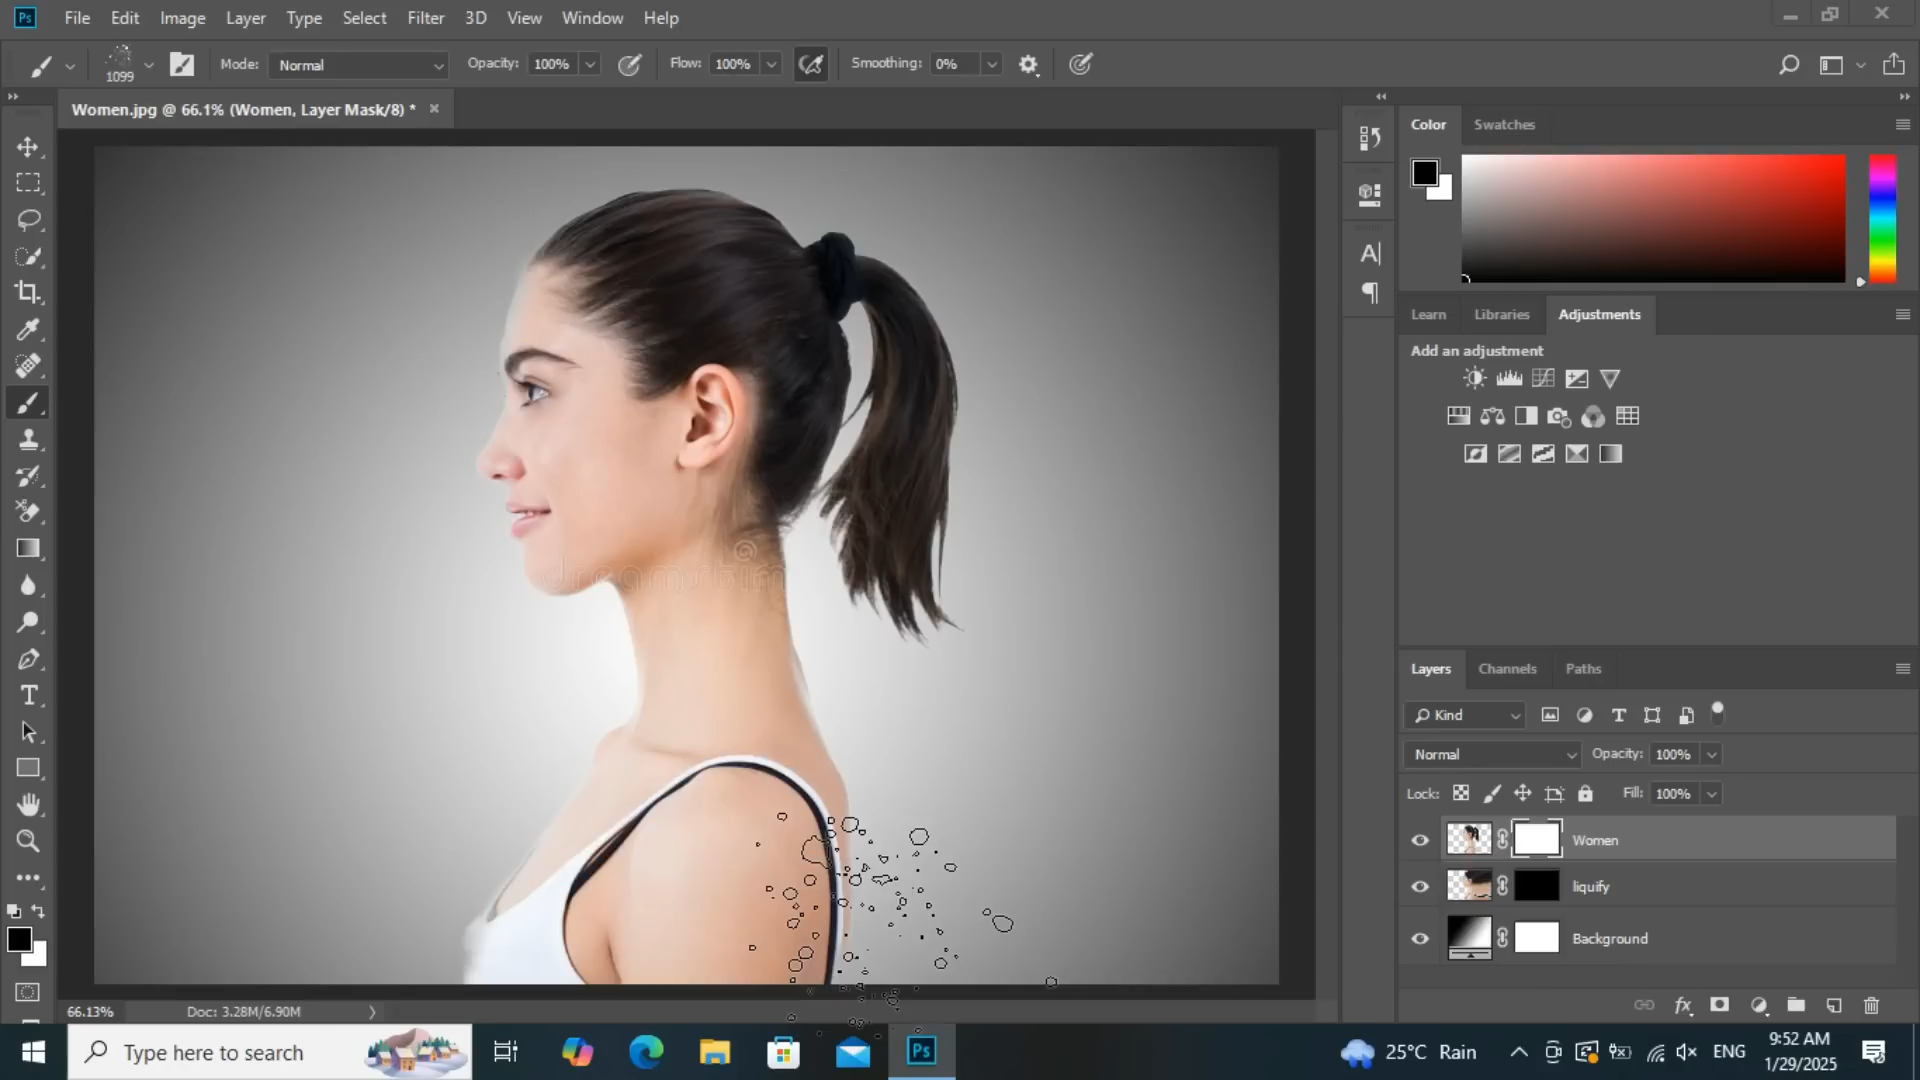 Ps File Edit Image Layer Type Select Filter 3D View Window Help
1099 Mode: Normal Opacity: 100% Flow: 100% Smoothing: 0%
Women.jpg @ 66.1% (Women, Layer Mask/8) *
Color Swatches
Learn Libraries Adjustments
Add an adjustment
dreamstime
Layers Channels Paths
Kind
Normal Opacity: 100%
Lock: Fill: 100%
Women
liquify
Background
fx
66.13% Doc: 3.28M/6.90M
Type here to search
Ps
25°C Rain
ENG
9:52 AM
1/29/2025